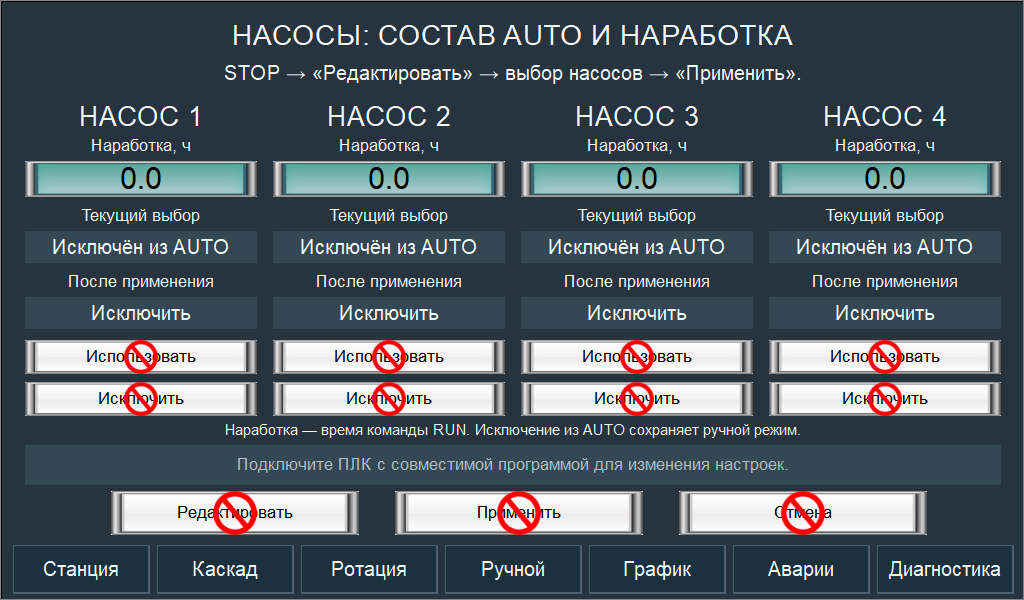 НАСОСЫ: СОСТАВ AUTO И НАРАБОТКА
STOP → «Редактировать» → выбор насосов → «Применить».
НАСОС 1 НАСОС 2 НАСОС 3 НАСОС 4
Наработка, ч Наработка, ч Наработка, ч Наработка, ч
0.0 0.0 0.0 0.0
Текущий выбор Текущий выбор Текущий выбор Текущий выбор
Исключён из AUTO Исключён из AUTO Исключён из AUTO Исключён из AUTO
После применения После применения После применения После применения
Исключить Исключить Исключить Исключить
Использовать Использовать Использовать Использовать
Исключить Исключить Исключить Исключить
Наработка — время команды RUN. Исключение из AUTO сохраняет ручной режим.
Подключите ПЛК с совместимой программой для изменения настроек.
Редактировать Применить Отмена
Станция Каскад Ротация Ручной График Аварии Диагностика